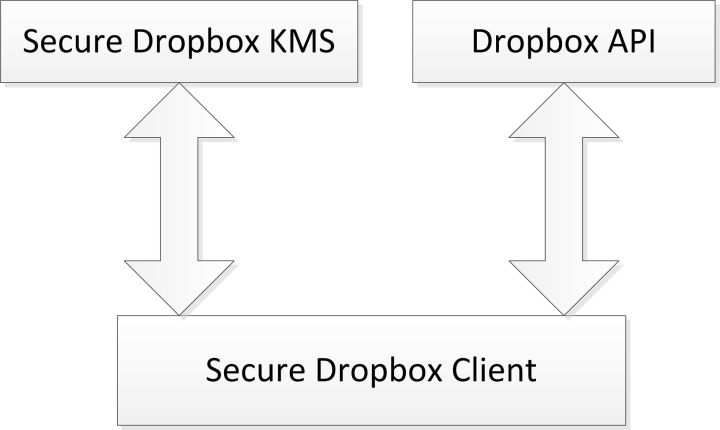 Secure Dropbox KMS
Dropbox API
Secure Dropbox Client